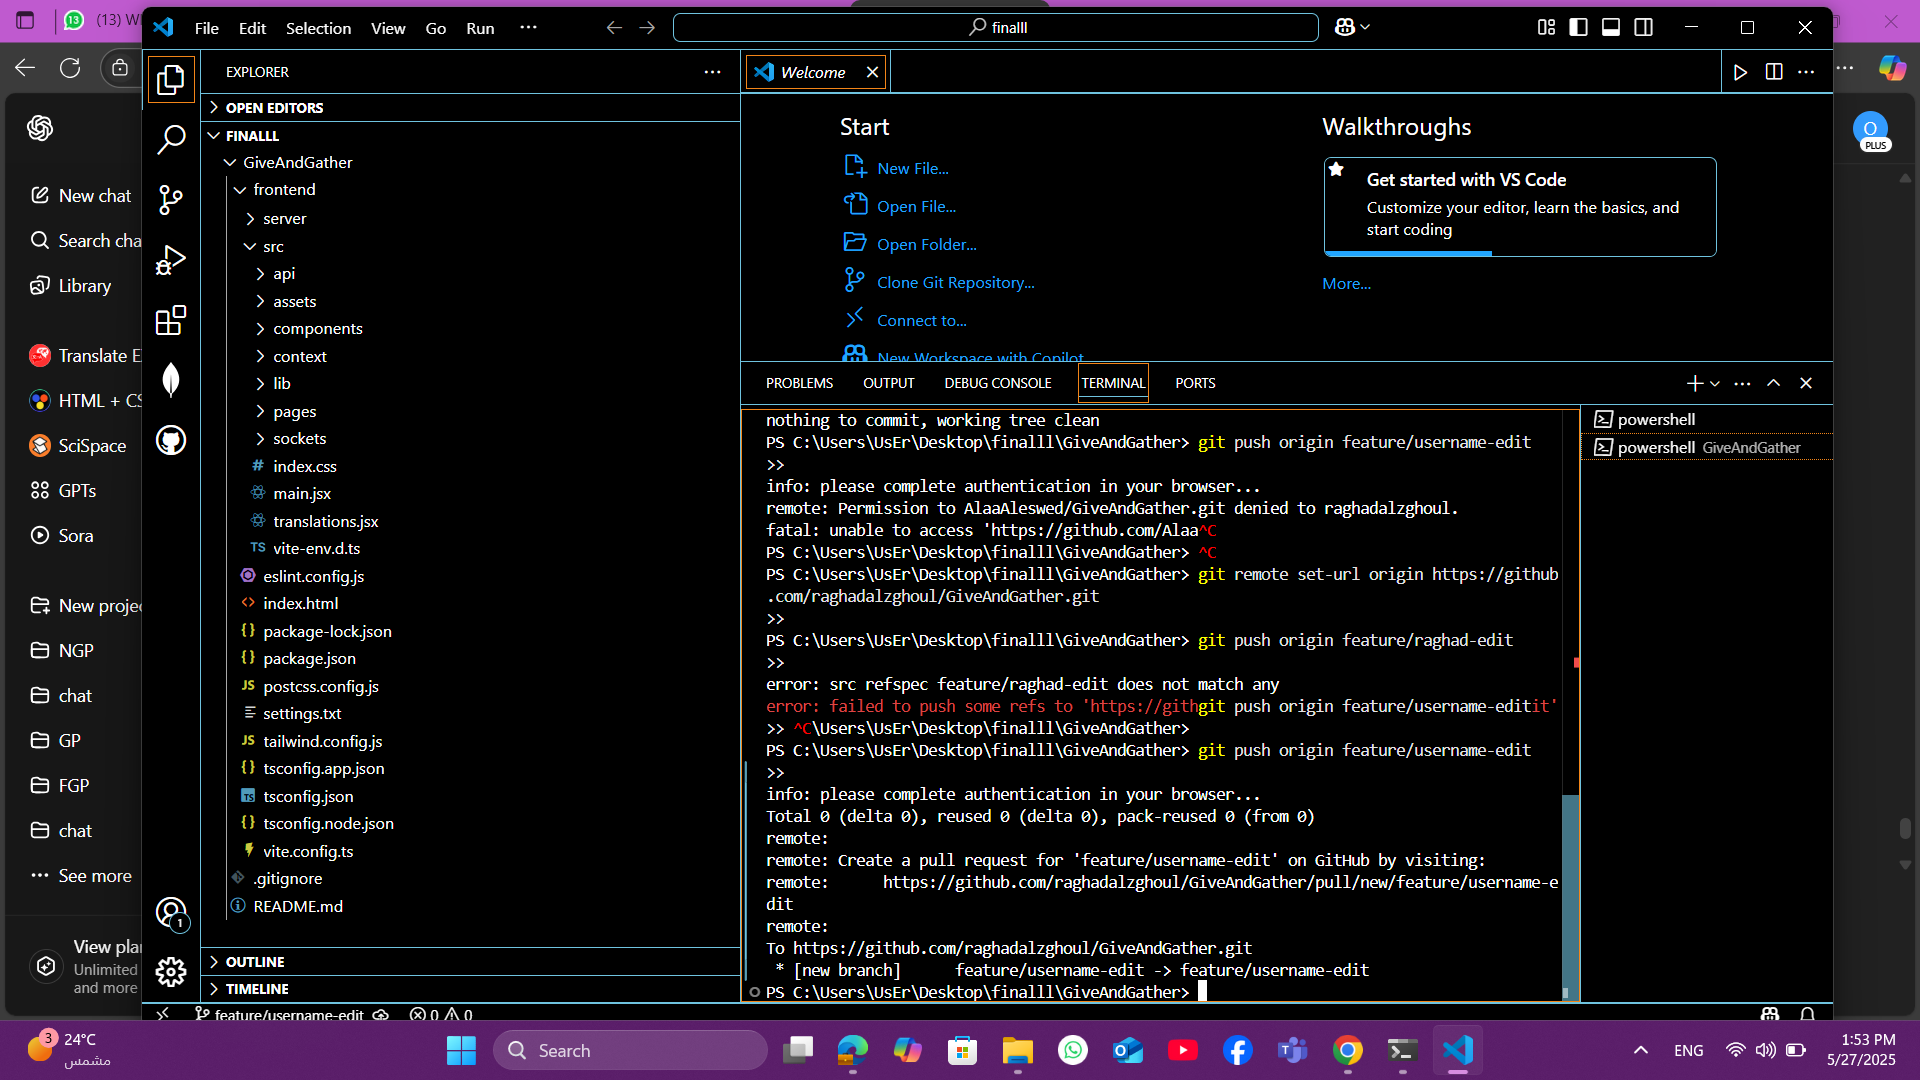 13
(13) W
File Edit Selection View Go Run ...
finalll
EXPLORER
OPEN EDITORS
FINALLL
GiveAndGather
frontend
server
src
api
assets
components
context
lib
pages
sockets
# index.css
main.jsx
translations.jsx
TS vite-env.d.ts
eslint.config.js
<> index.html
{} package-lock.json
{} package.json
JS postcss.config.js
settings.txt
JS tailwind.config.js
{} tsconfig.app.json
TS tsconfig.json
{} tsconfig.node.json
vite.config.ts
.gitignore
README.md
OUTLINE
TIMELINE
1
New chat
Search cha
Library
Translate E
HTML + CS
SciSpace
GPTs
Sora
New proje
NGP
chat
GP
FGP
chat
See more
View pla
Unlimited
and more
Welcome
Start
New File...
Open File...
Open Folder...
Clone Git Repository...
Connect to...
New Workspace with Copilot
Walkthroughs
Get started with VS Code
Customize your editor, learn the basics, and
start coding
More...
O
PLUS
PROBLEMS OUTPUT DEBUG CONSOLE TERMINAL PORTS
powershell
powershell GiveAndGather
nothing to commit, working tree clean
PS C:\Users\UsEr\Desktop\finalll\GiveAndGather> git push origin feature/username-edit
>>
info: please complete authentication in your browser...
remote: Permission to AlaaAleswed/GiveAndGather.git denied to raghadalzghoul.
fatal: unable to access 'https://github.com/Alaa^C
PS C:\Users\UsEr\Desktop\finalll\GiveAndGather> ^C
PS C:\Users\UsEr\Desktop\finalll\GiveAndGather> git remote set-url origin https://github
.com/raghadalzghoul/GiveAndGather.git
>>
PS C:\Users\UsEr\Desktop\finalll\GiveAndGather> git push origin feature/raghad-edit
>>
error: src refspec feature/raghad-edit does not match any
error: failed to push some refs to 'https://githgit push origin feature/username-editit'
>> ^C\Users\UsEr\Desktop\finalll\GiveAndGather>
PS C:\Users\UsEr\Desktop\finalll\GiveAndGather> git push origin feature/username-edit
>>
info: please complete authentication in your browser...
Total 0 (delta 0), reused 0 (delta 0), pack-reused 0 (from 0)
remote:
remote: Create a pull request for 'feature/username-edit' on GitHub by visiting:
remote:      https://github.com/raghadalzghoul/GiveAndGather/pull/new/feature/username-e
dit
remote:
To https://github.com/raghadalzghoul/GiveAndGather.git
 * [new branch]      feature/username-edit -> feature/username-edit
PS C:\Users\UsEr\Desktop\finalll\GiveAndGather>
feature/username-edit 0 0
3
24°C
مشمس
Search
ENG
1:53 PM
5/27/2025